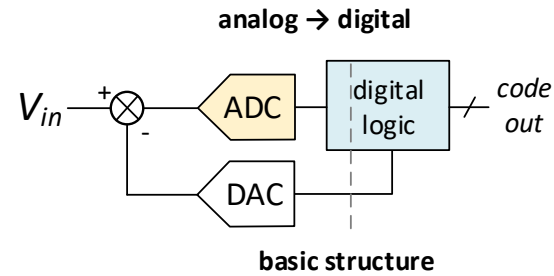 analog → digital
V_in
+
-
ADC
digital
logic
code
out
DAC
basic structure